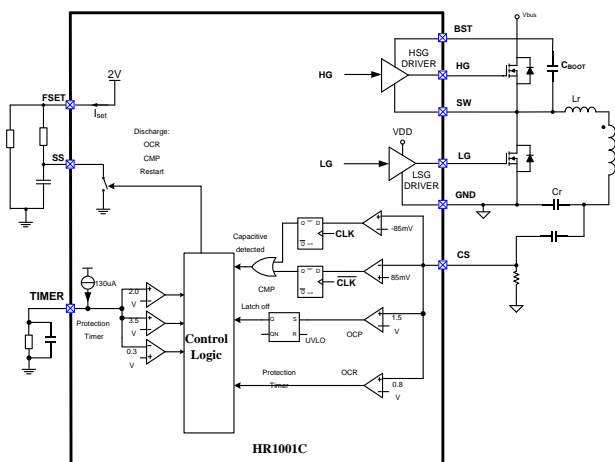 Vbus
BST
HSG
DRIVER
2V
HG
HG
CBOOT
FSET
Iset
SW
Lr
Discharge:
OCR
CMP
Restart
VDD
SS
LG
LG
LSG
DRIVER
GND
Cr
Capacitive
detected
Q D
Q
CLK
-85mV
CS
Q D
Q
CLK
85mV
CMP
130uA
TIMER
2.0
V
Latch off
Protection
Timer
3.5
V
Control
Logic
Q S
QN R
UVLO
OCP
1.5
V
0.3
V
Protection
Timer
OCR
0.8
V
HR1001C